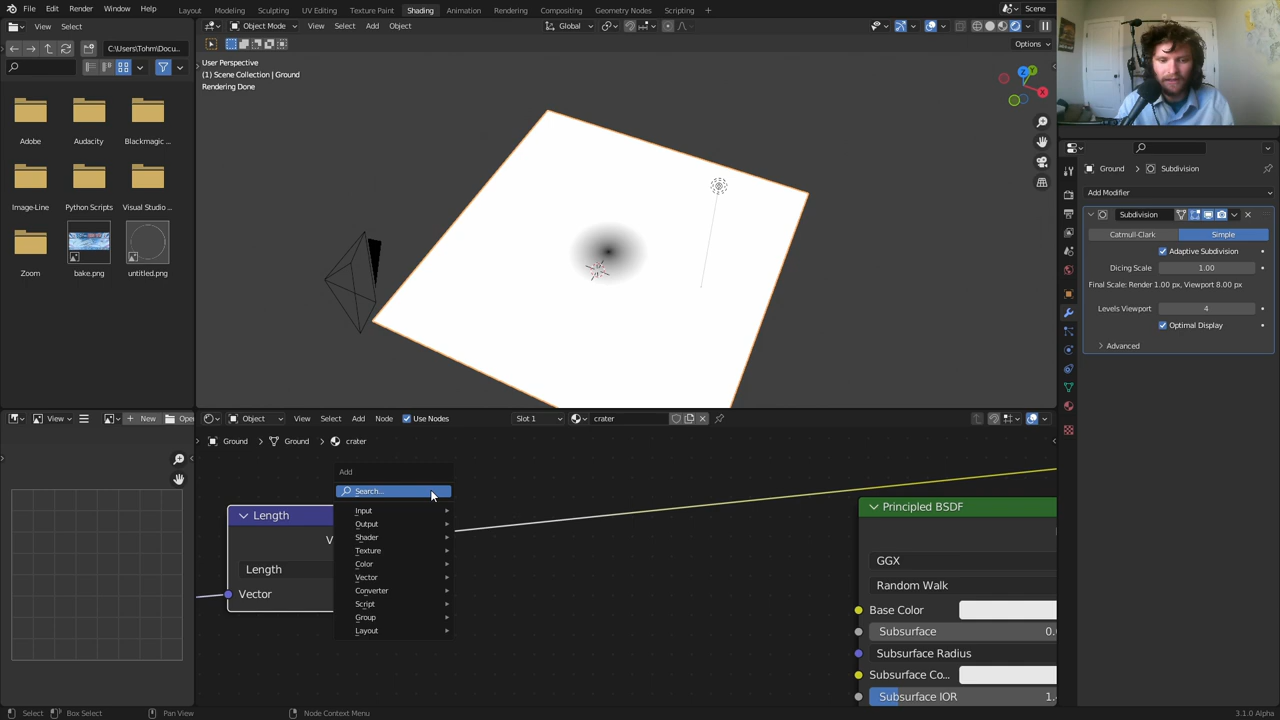 File Edit Render Window Help Layout Modeling Sculpting UV Editing Texture Paint Shading Animation Rendering Compositing Geometry Nodes Scripting Scene
View Select Object Mode View Select Add Object Global
C:\Users\Tohm\Docu... Options
User Perspective
(1) Scene Collection | Ground
Rendering Done
Adobe Audacity Blackmagic ...
Image-Line Python Scripts Visual Studio ...
Zoom bake.png untitled.png
X
Y
Z
Ground Subdivision
Add Modifier
Subdivision
Catmull-Clark Simple
Adaptive Subdivision
Dicing Scale 1.00
Final Scale: Render 1.00 px, Viewport 8.00 px
Levels Viewport 4
Optimal Display
Advanced
View New Open Object View Select Add Node Use Nodes Slot 1 crater
Ground Ground crater
Add
Search...
Input
Output
Shader
Texture
Color
Vector
Converter
Script
Group
Layout
Length
V
Length
Vector
Principled BSDF
GGX
Random Walk
Base Color
Subsurface 0.
Subsurface Radius
Subsurface Co...
Subsurface IOR 1.
Select Box Select Pan View Node Context Menu 3.1.0 Alpha